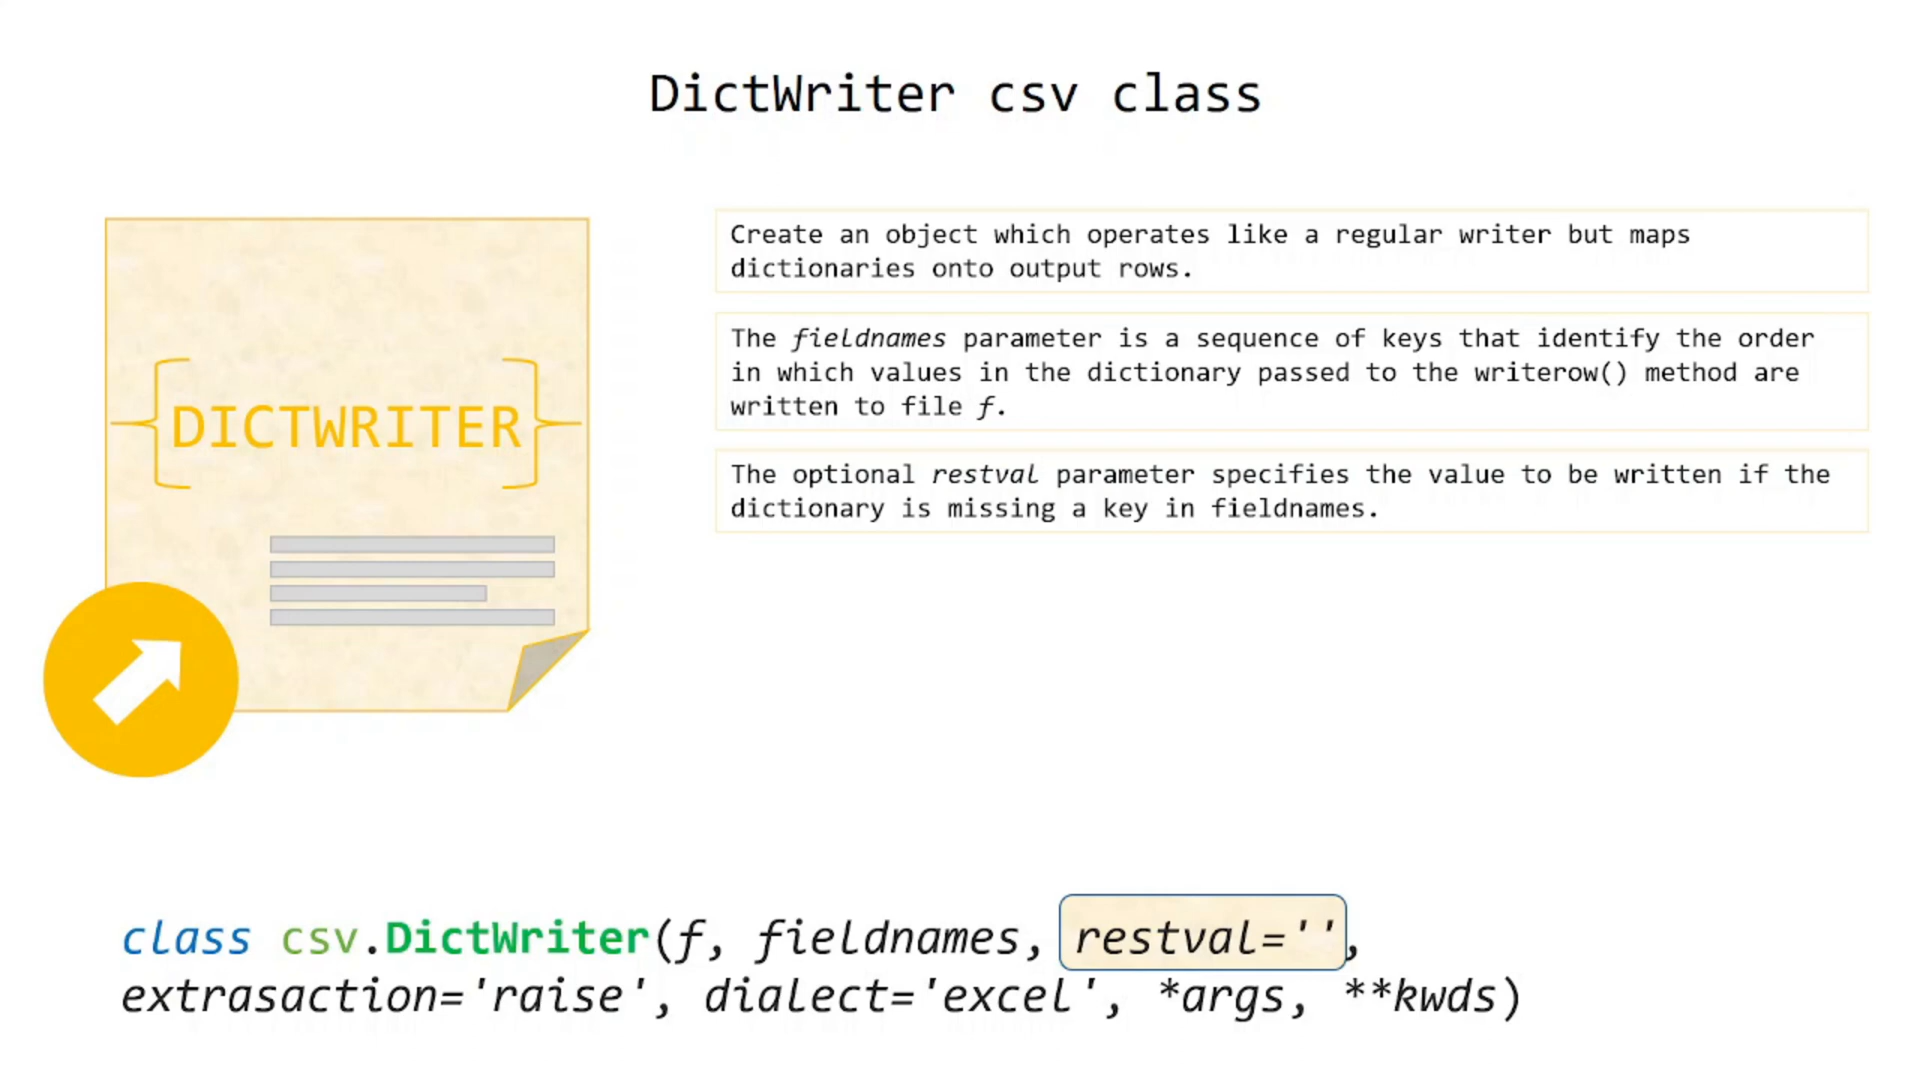 DictWriter csv class
DICTWRITER
Create an object which operates like a regular writer but maps
dictionaries onto output rows.
The fieldnames parameter is a sequence of keys that identify the order
in which values in the dictionary passed to the writerow() method are
written to file f.
The optional restval parameter specifies the value to be written if the
dictionary is missing a key in fieldnames.
class csv.DictWriter(f, fieldnames, restval='',
extrasaction='raise', dialect='excel', *args, **kwds)